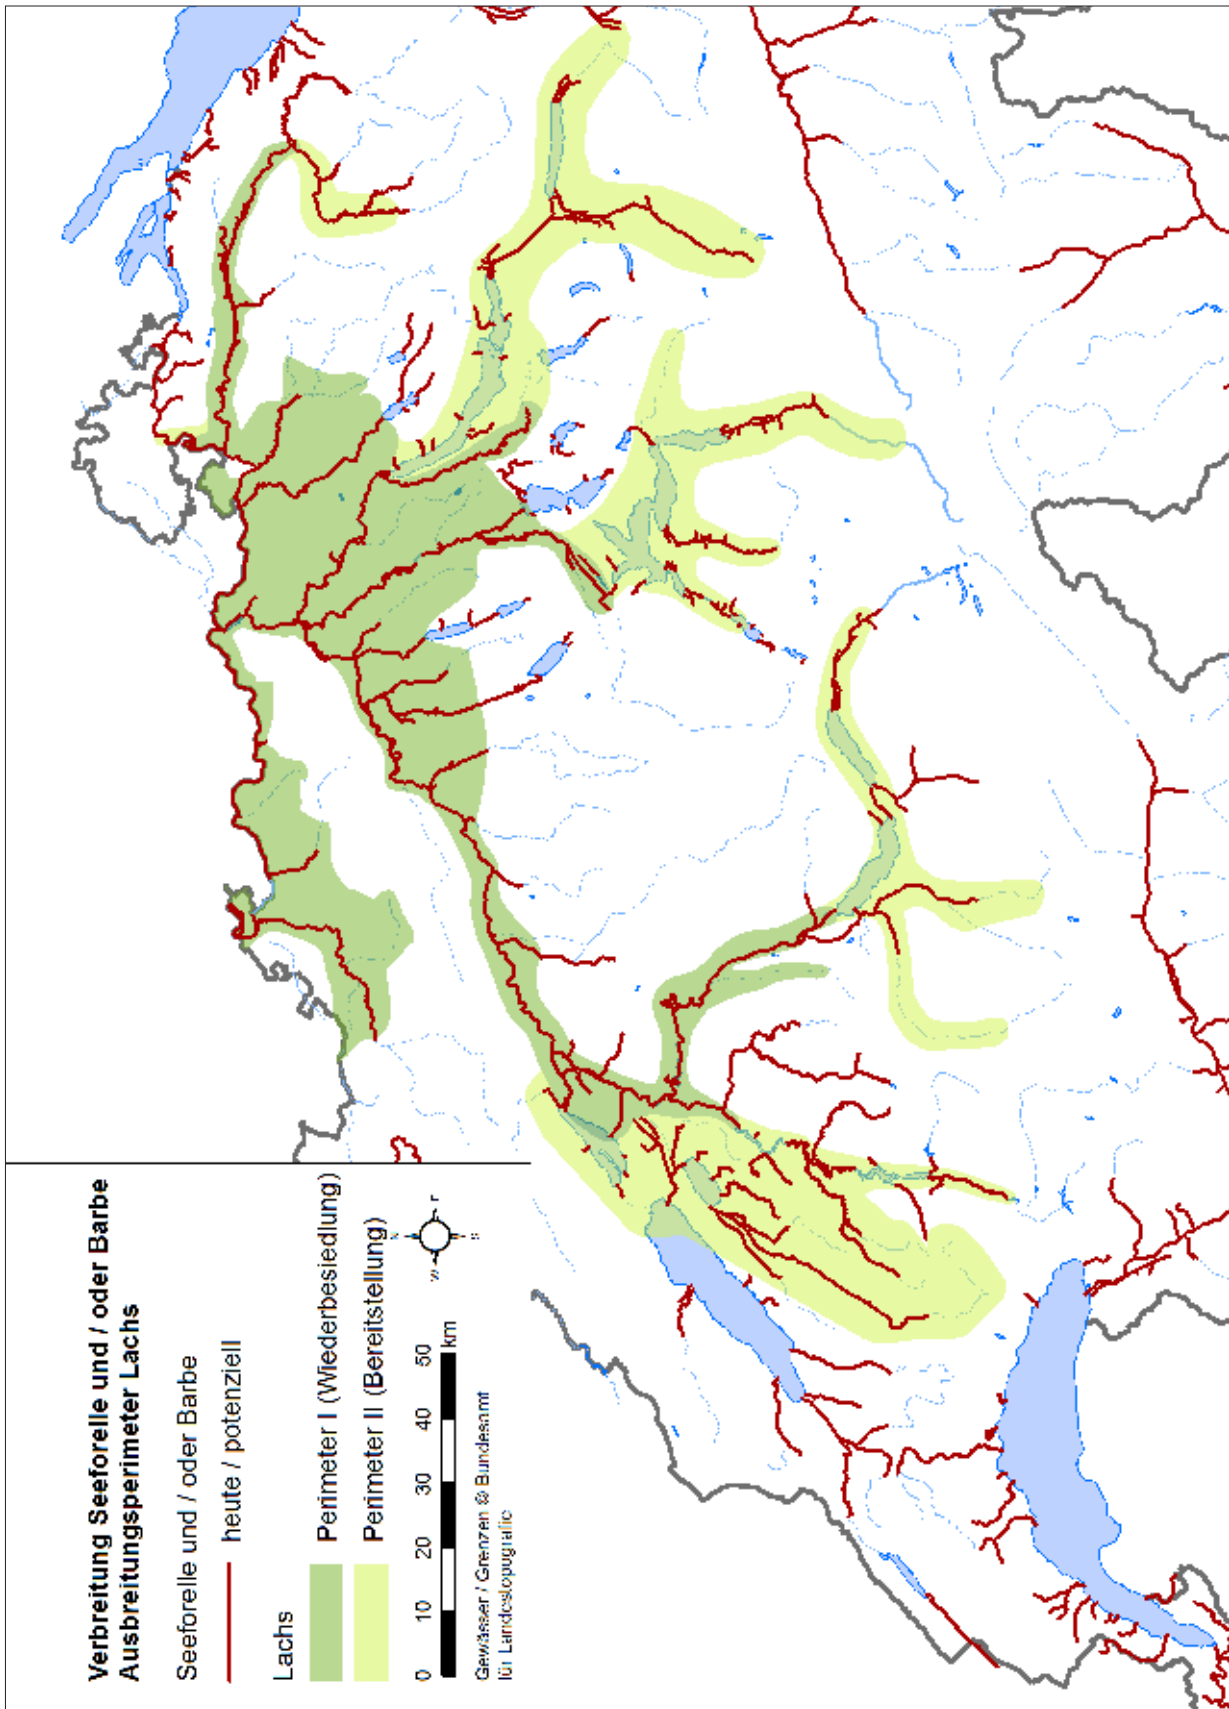 Verbreitung Seeforelle und / oder Barbe
Ausbreitungsperimeter Lachs
Seeforelle und / oder Barbe
heute / potenziell
Lachs
Perimeter I (Wiederbesiedlung)
Perimeter II (Bereitstellung)
0 10 20 30 40 50
km
Gewässer / Grenzen © Bundesamt
für Landestopografie
N
W
S